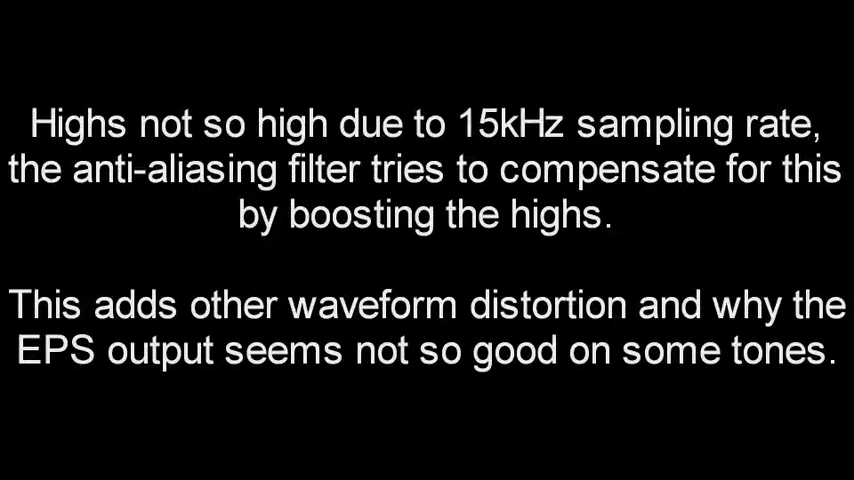 Highs not so high due to 15kHz sampling rate,
the anti-aliasing filter tries to compensate for this
by boosting the highs.
This adds other waveform distortion and why the
EPS output seems not so good on some tones.